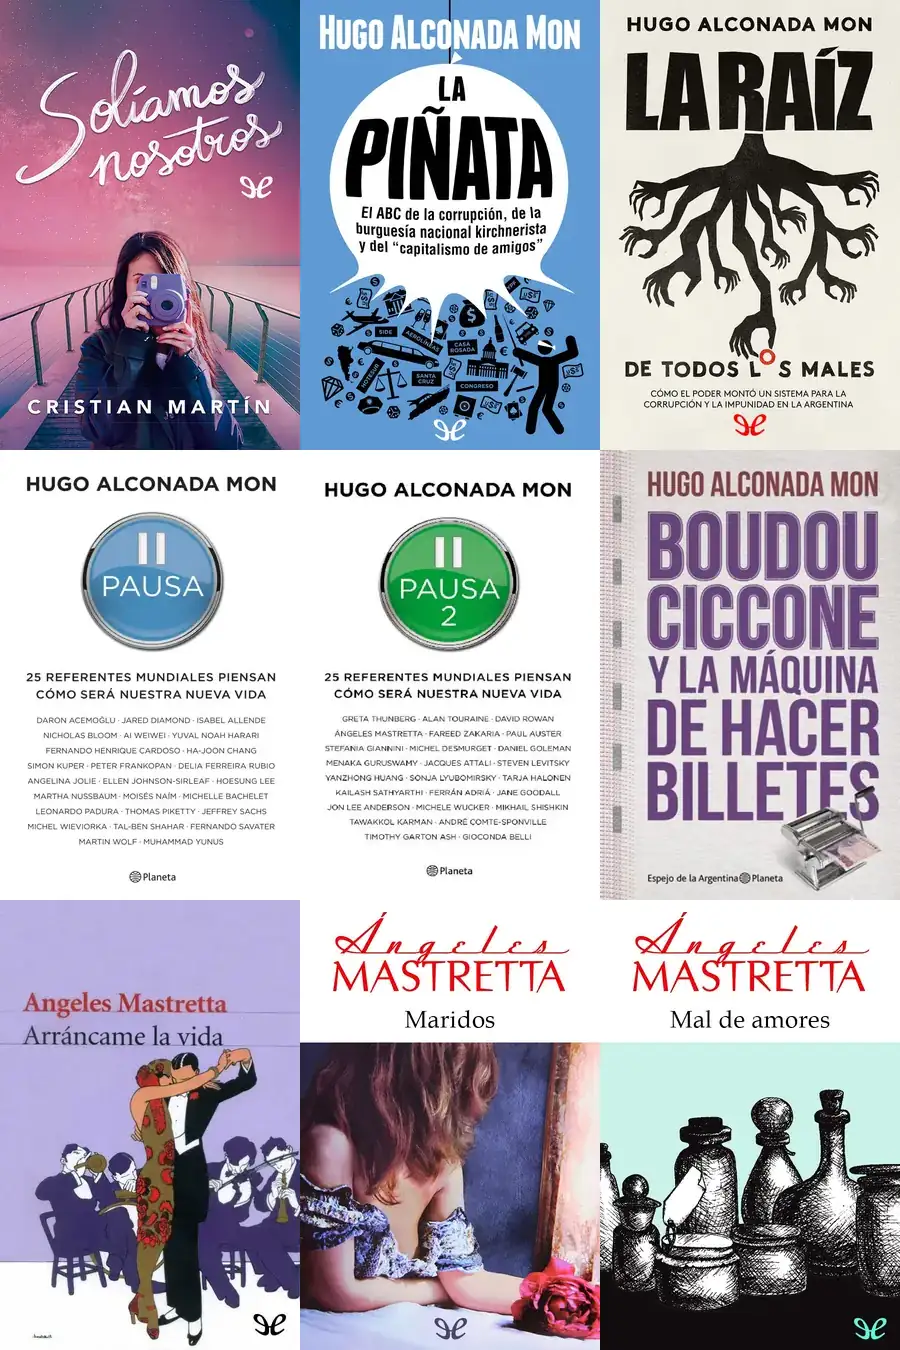 Solíamos
nosotros
CRISTIAN MARTÍN
HUGO ALCONADA MON
LA
PIÑATA
El ABC de la corrupción, de la
burguesía nacional kirchnerista
y del “capitalismo de amigos”
SIDE
AEROLÍNEAS
CASA
ROSADA
HOTESUR
SANTA
CRUZ
CONGRESO
HUGO ALCONADA MON
LA RAÍZ
DE TODOS LOS MALES
CÓMO EL PODER MONTÓ UN SISTEMA PARA LA
CORRUPCIÓN Y LA IMPUNIDAD EN LA ARGENTINA
HUGO ALCONADA MON
PAUSA
25 REFERENTES MUNDIALES PIENSAN
CÓMO SERÁ NUESTRA NUEVA VIDA
DARON ACEMOĞLU · JARED DIAMOND · ISABEL ALLENDE
NICHOLAS BLOOM · AI WEIWEI · YUVAL NOAH HARARI
FERNANDO HENRIQUE CARDOSO · HA-JOON CHANG
SIMON KUPER · PETER FRANKOPAN · DELIA FERREIRA RUBIO
ANGELINA JOLIE · ELLEN JOHNSON-SIRLEAF · HOESUNG LEE
MARTHA NUSSBAUM · MOISÉS NAÍM · MICHELLE BACHELET
LEONARDO PADURA · THOMAS PIKETTY · JEFFREY SACHS
MICHEL WIEVIORKA · TAL-BEN SHAHAR · FERNANDO SAVATER
MARTIN WOLF · MUHAMMAD YUNUS
Planeta
HUGO ALCONADA MON
PAUSA
2
25 REFERENTES MUNDIALES PIENSAN
CÓMO SERÁ NUESTRA NUEVA VIDA
GRETA THUNBERG · ALAN TOURAINE · DAVID ROWAN
ÁNGELES MASTRETTA · FAREED ZAKARIA · PAUL AUSTER
STEFANIA GIANNINI · MICHEL DESMURGET · DANIEL GOLEMAN
MENAKA GURUSWAMY · JACQUES ATTALI · STEVEN LEVITSKY
YANZHONG HUANG · SONJA LYUBOMIRSKY · TARJA HALONEN
KAILASH SATHYARTHI · FERRÁN ADRIÁ · JANE GOODALL
JON LEE ANDERSON · MICHELE WUCKER · MIKHAIL SHISHKIN
TAWAKKOL KARMAN · ANDRÉ COMTE-SPONVILLE
TIMOTHY GARTON ASH · GIOCONDA BELLI
Planeta
HUGO ALCONADA MON
BOUDOU
CICCONE
Y LA MÁQUINA
DE HACER
BILLETES
Espejo de la Argentina Planeta
Angeles Mastretta
Arráncame la vida
Ángeles
MASTRETTA
Maridos
Ángeles
MASTRETTA
Mal de amores